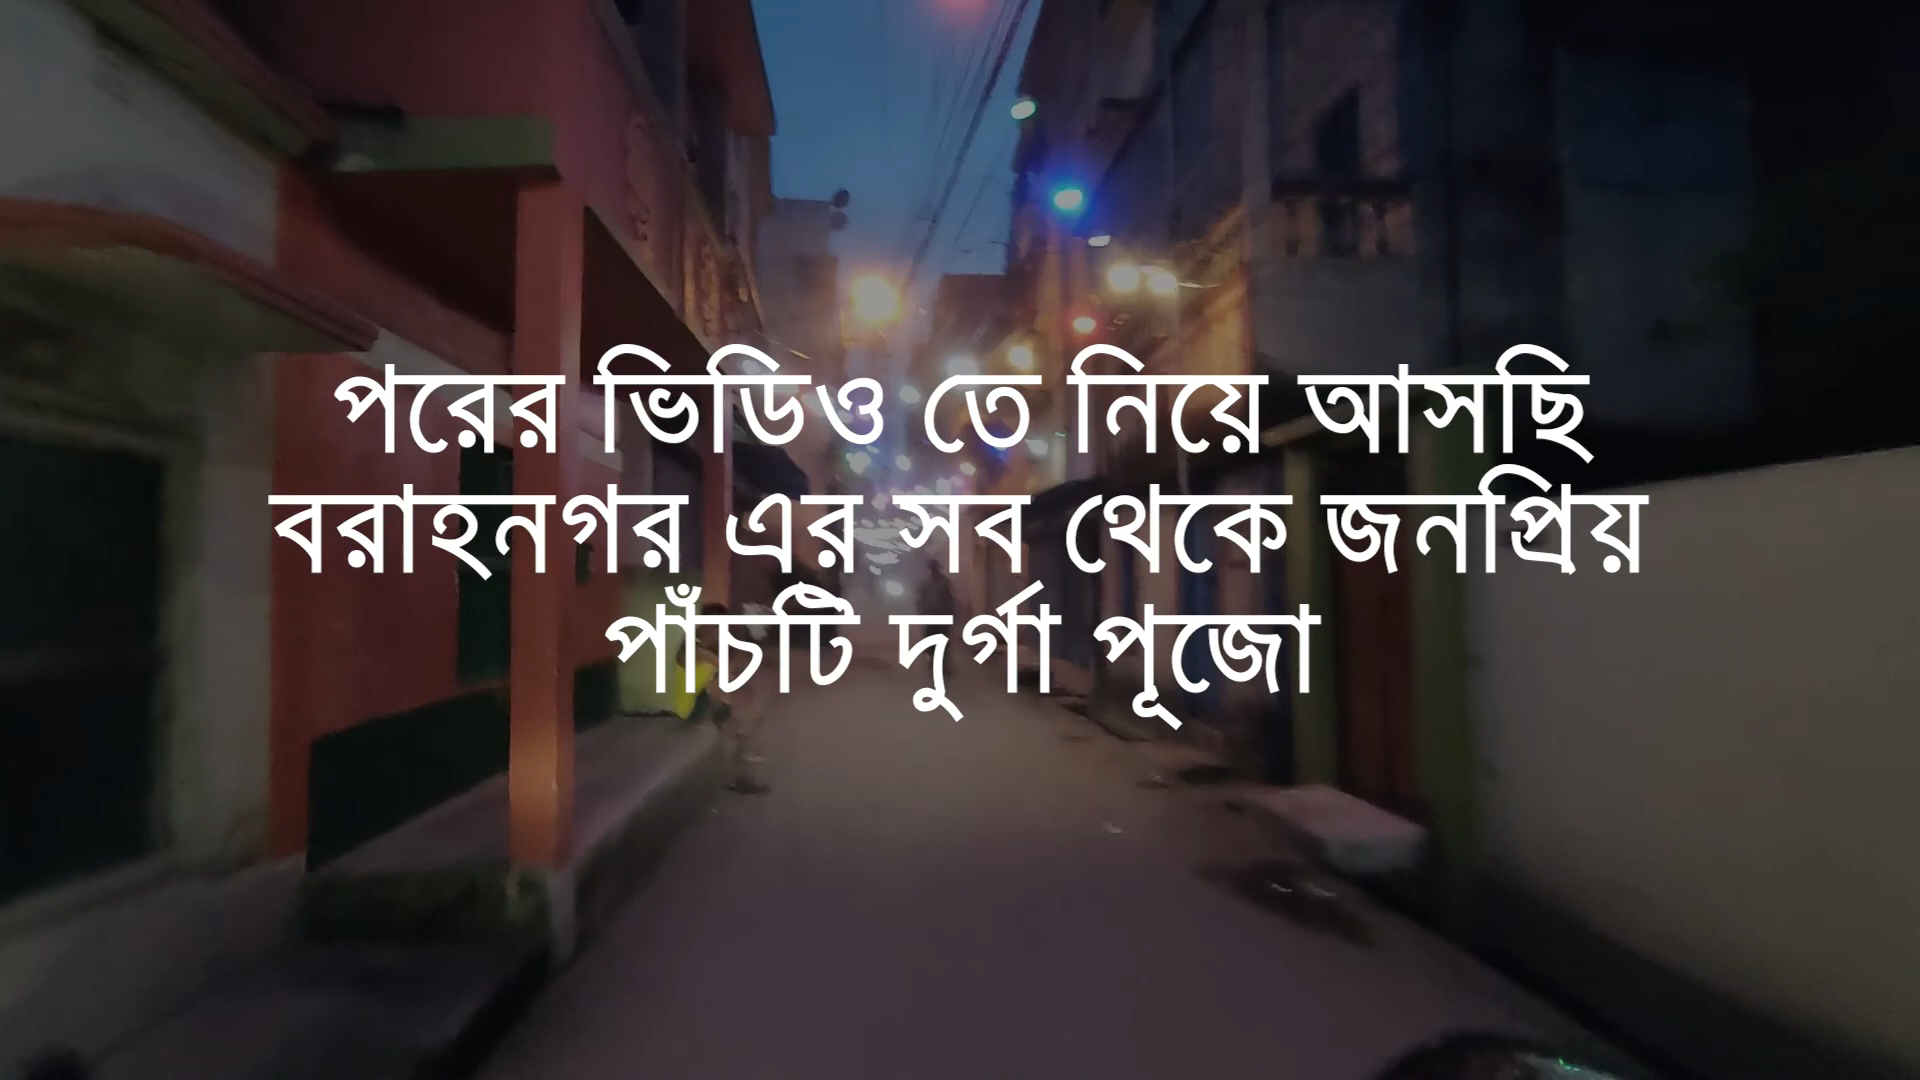 পরের ভিডিও তে নিয়ে আসছি
বরাহনগর এর সব থেকে জনপ্রিয়
পাঁচটি দুর্গা পূজো